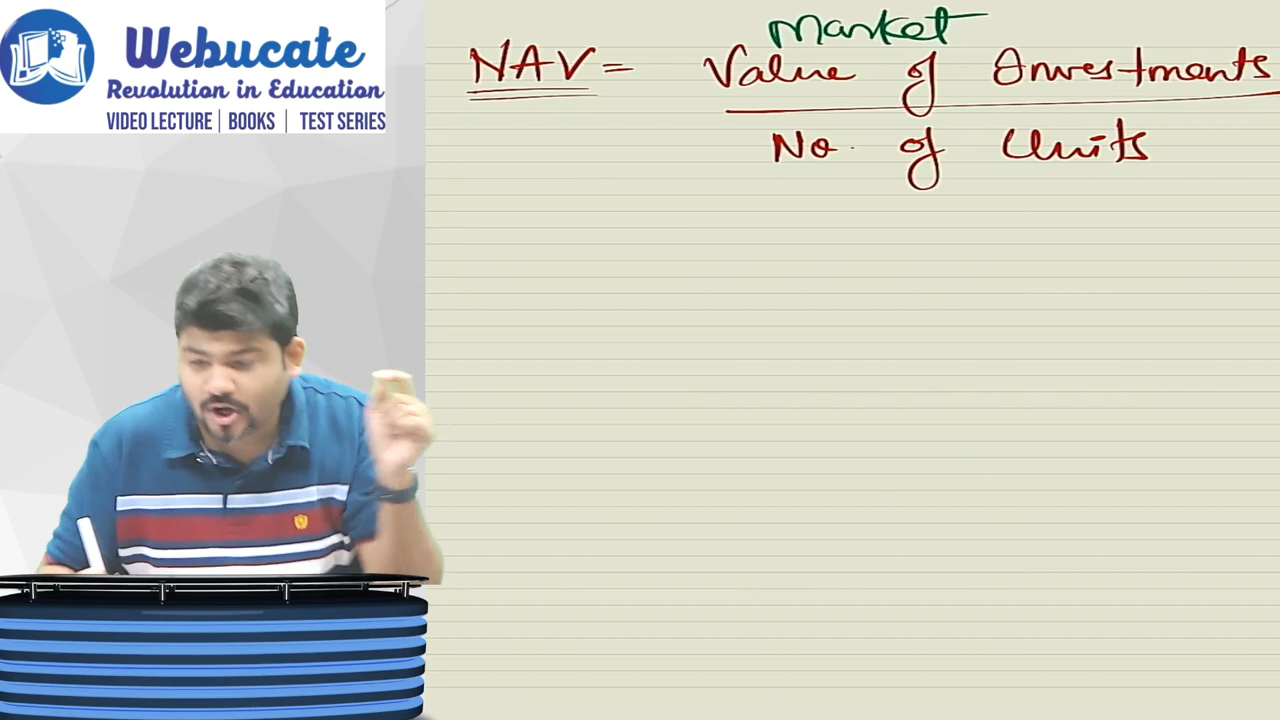 Webucate
Revolution in Education
VIDEO LECTURE | BOOKS | TEST SERIES
Market
NAV = Value of Investments
No. of Units